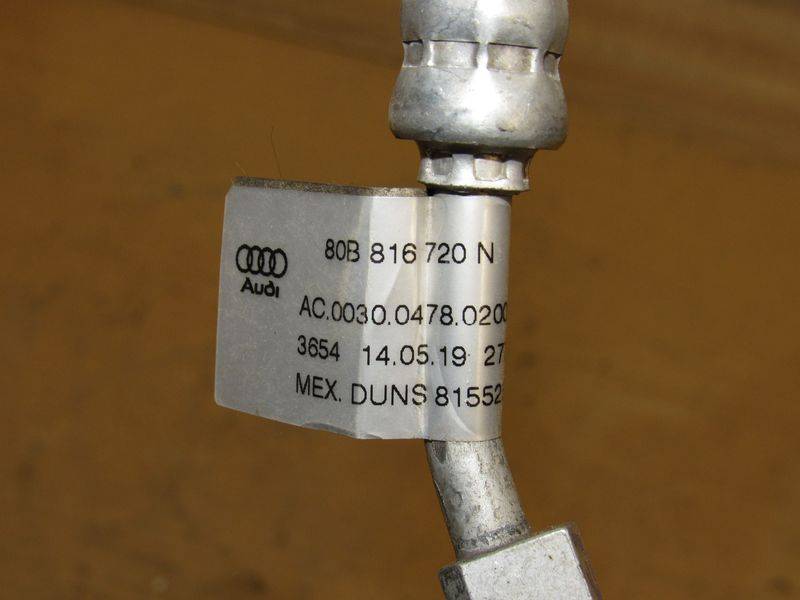 80B 816 720 N
Audi
AC.0030.0478.0200
3654 14.05.19 27
MEX. DUNS 81552